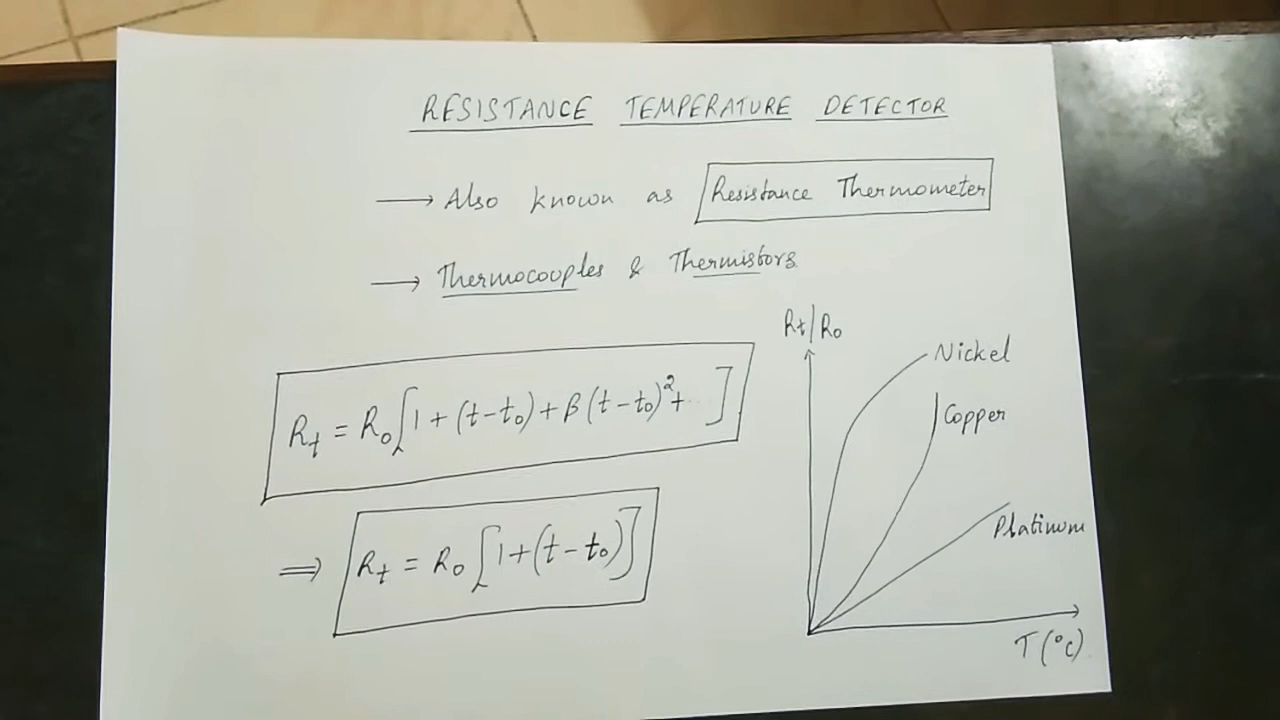 RESISTANCE TEMPERATURE DETECTOR
→ Also known as Resistance Thermometer
→ Thermocouples & Thermistors
Rt = R0[1 + (t-t0) + β(t-t0)²+ ..]
⇒ Rt = R0[1+(t-t0)]
Rt/R0
Nickel
Copper
Platinum
T(°C)